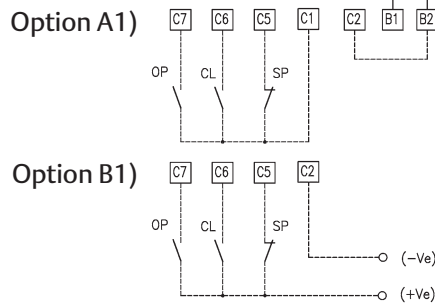 Option A1) C7 C6 C5 C1 C2 B1 B2
OP CL SP
Option B1) C7 C6 C5 C2
OP CL SP
(-Ve)
(+Ve)